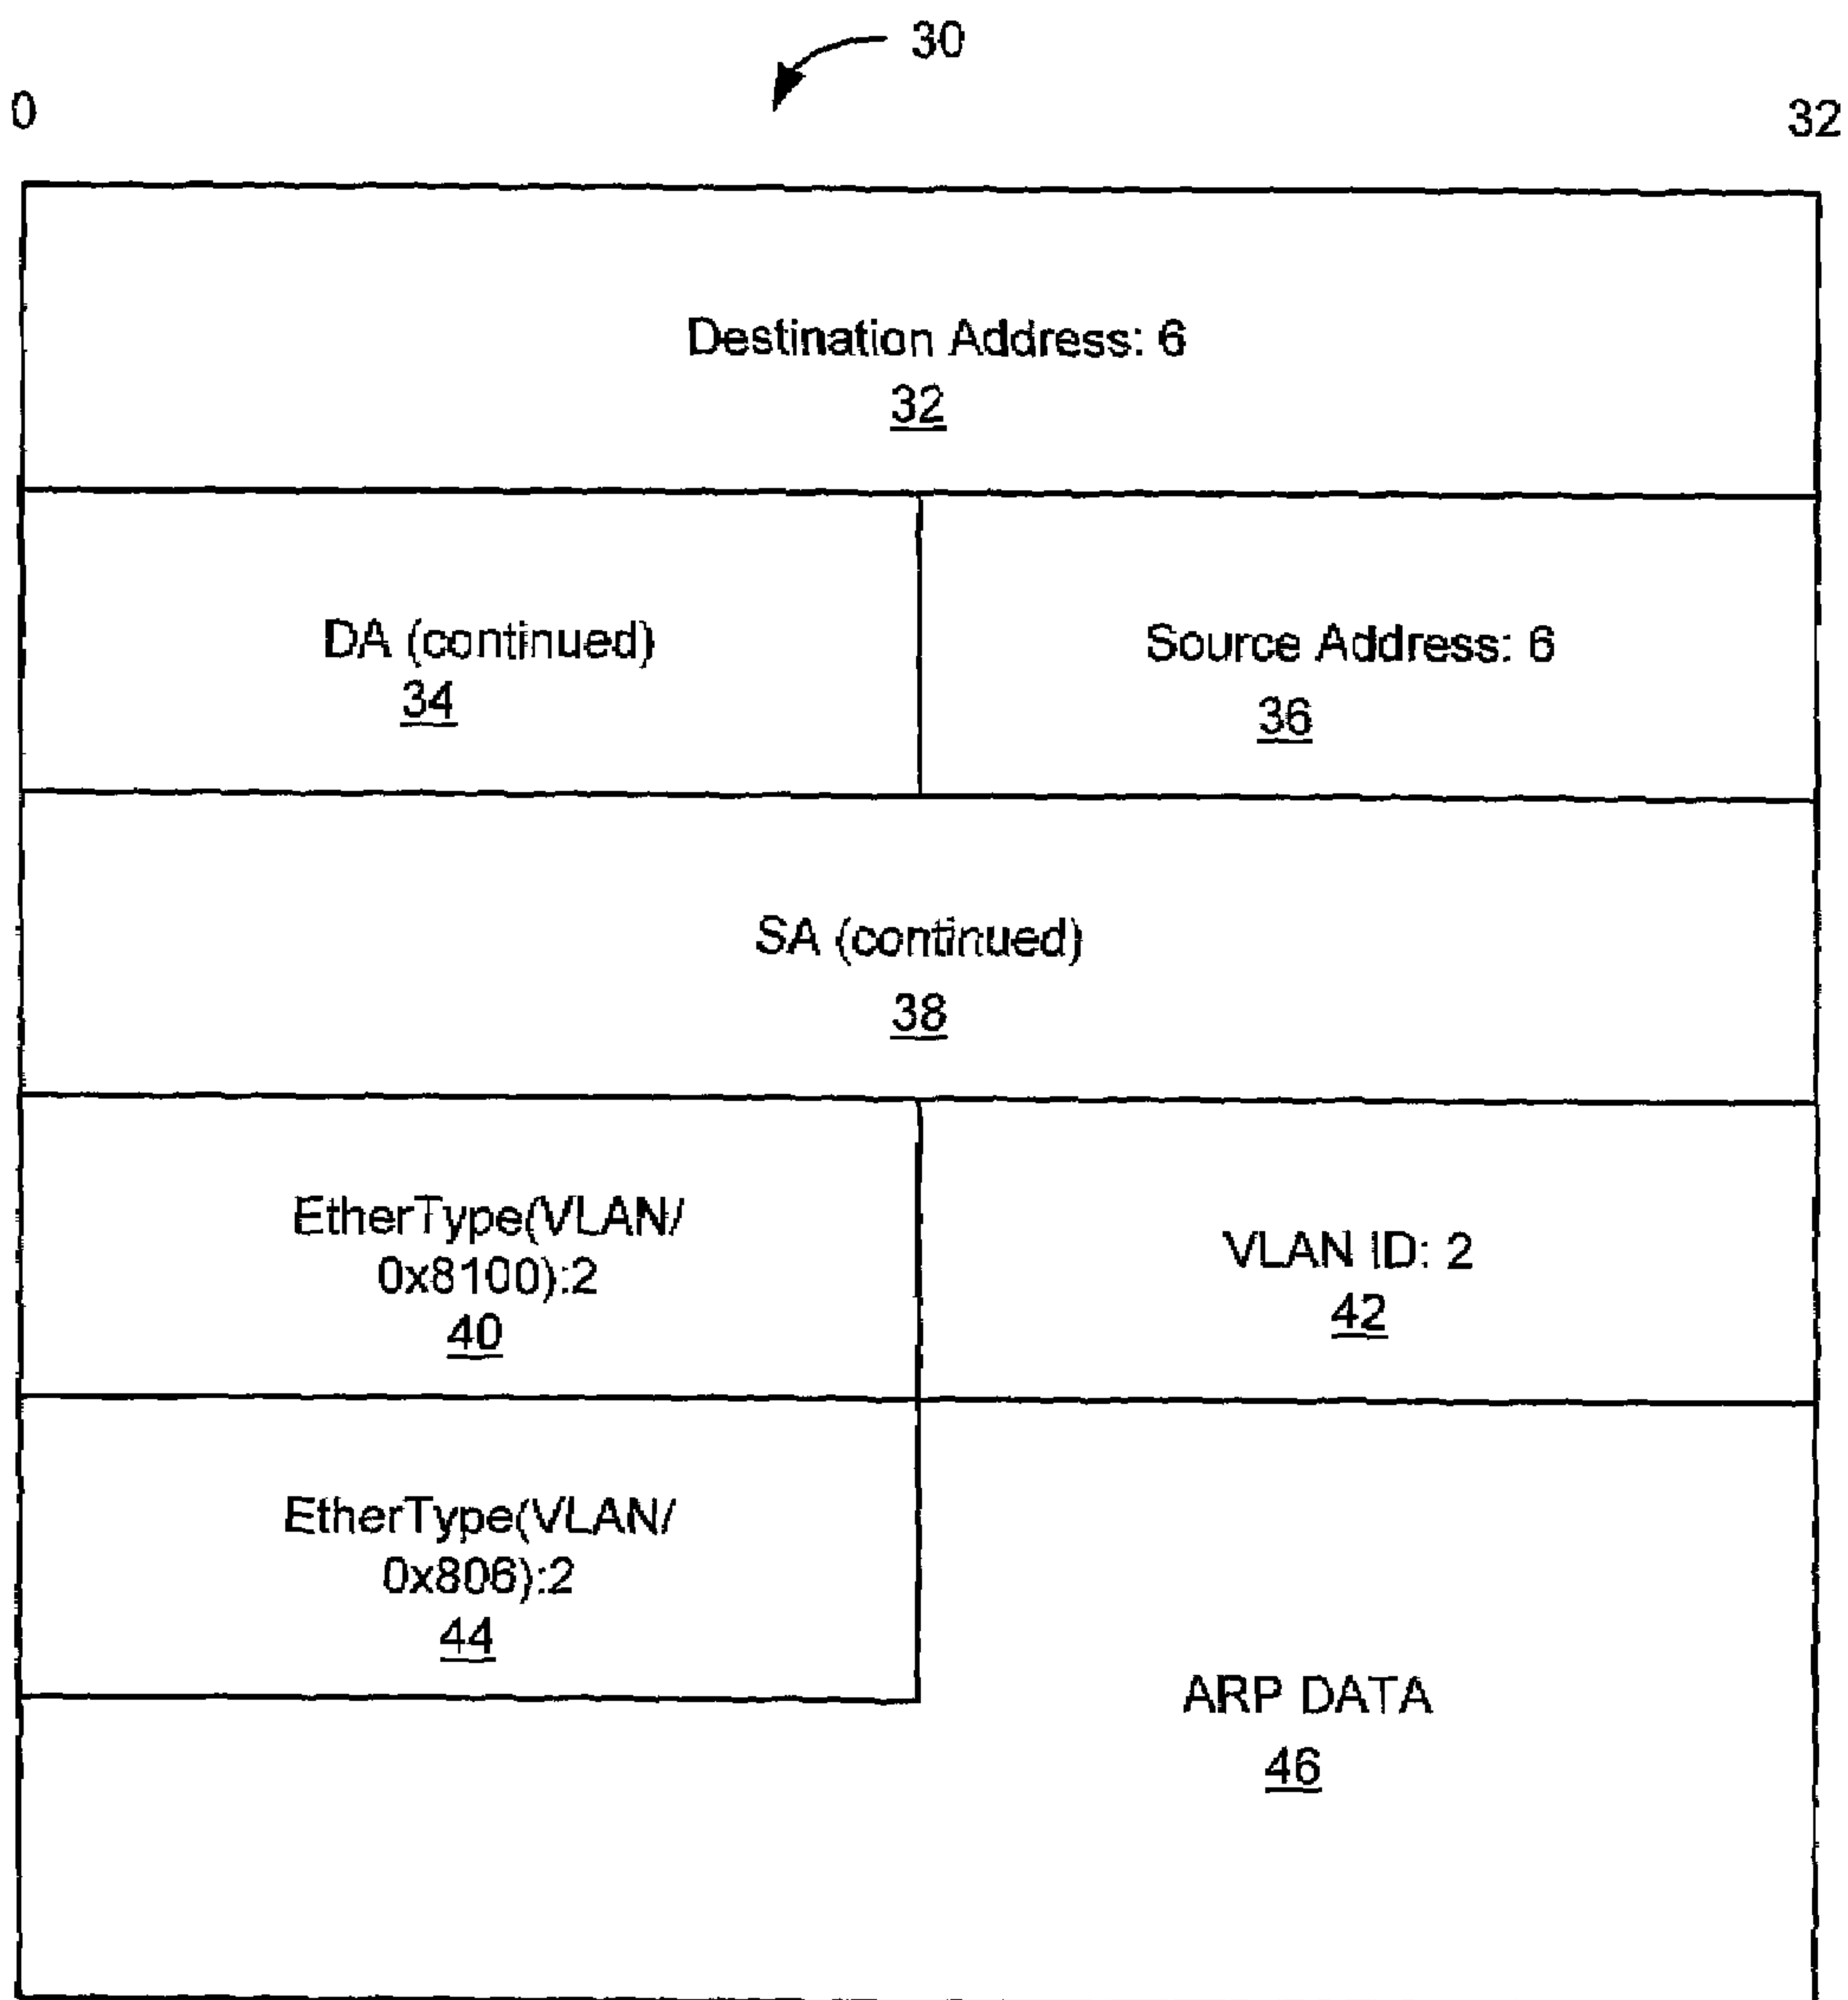 30
0
32
Destination Address: 6
32
DA (continued)
34
Source Address: 6
36
SA (continued)
38
EtherType(VLAN/
0x8100):2
40
VLAN ID: 2
42
EtherType(VLAN/
0x806):2
44
ARP DATA
46